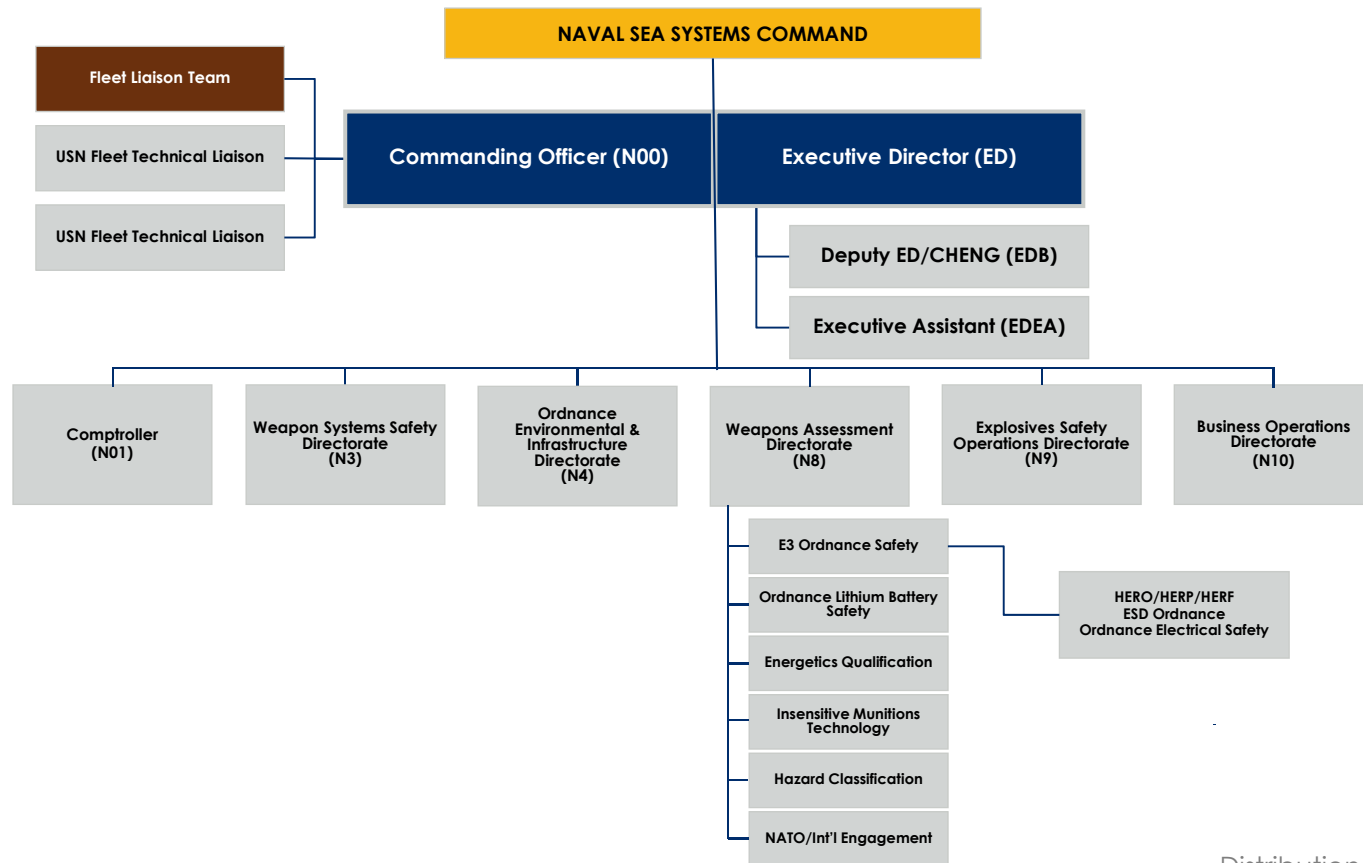 NAVAL SEA SYSTEMS COMMAND
Fleet Liaison Team
USN Fleet Technical Liaison
USN Fleet Technical Liaison
Commanding Officer (N00)
Executive Director (ED)
Deputy ED/CHENG (EDB)
Executive Assistant (EDEA)
Comptroller
(N01)
Weapon Systems Safety
Directorate
(N3)
Ordnance
Environmental &
Infrastructure
Directorate
(N4)
Weapons Assessment
Directorate
(N8)
Explosives Safety
Operations Directorate
(N9)
Business Operations
Directorate
(N10)
E3 Ordnance Safety
Ordnance Lithium Battery
Safety
Energetics Qualification
Insensitive Munitions
Technology
Hazard Classification
NATO/Int'l Engagement
HERO/HERP/HERF
ESD Ordnance
Ordnance Electrical Safety